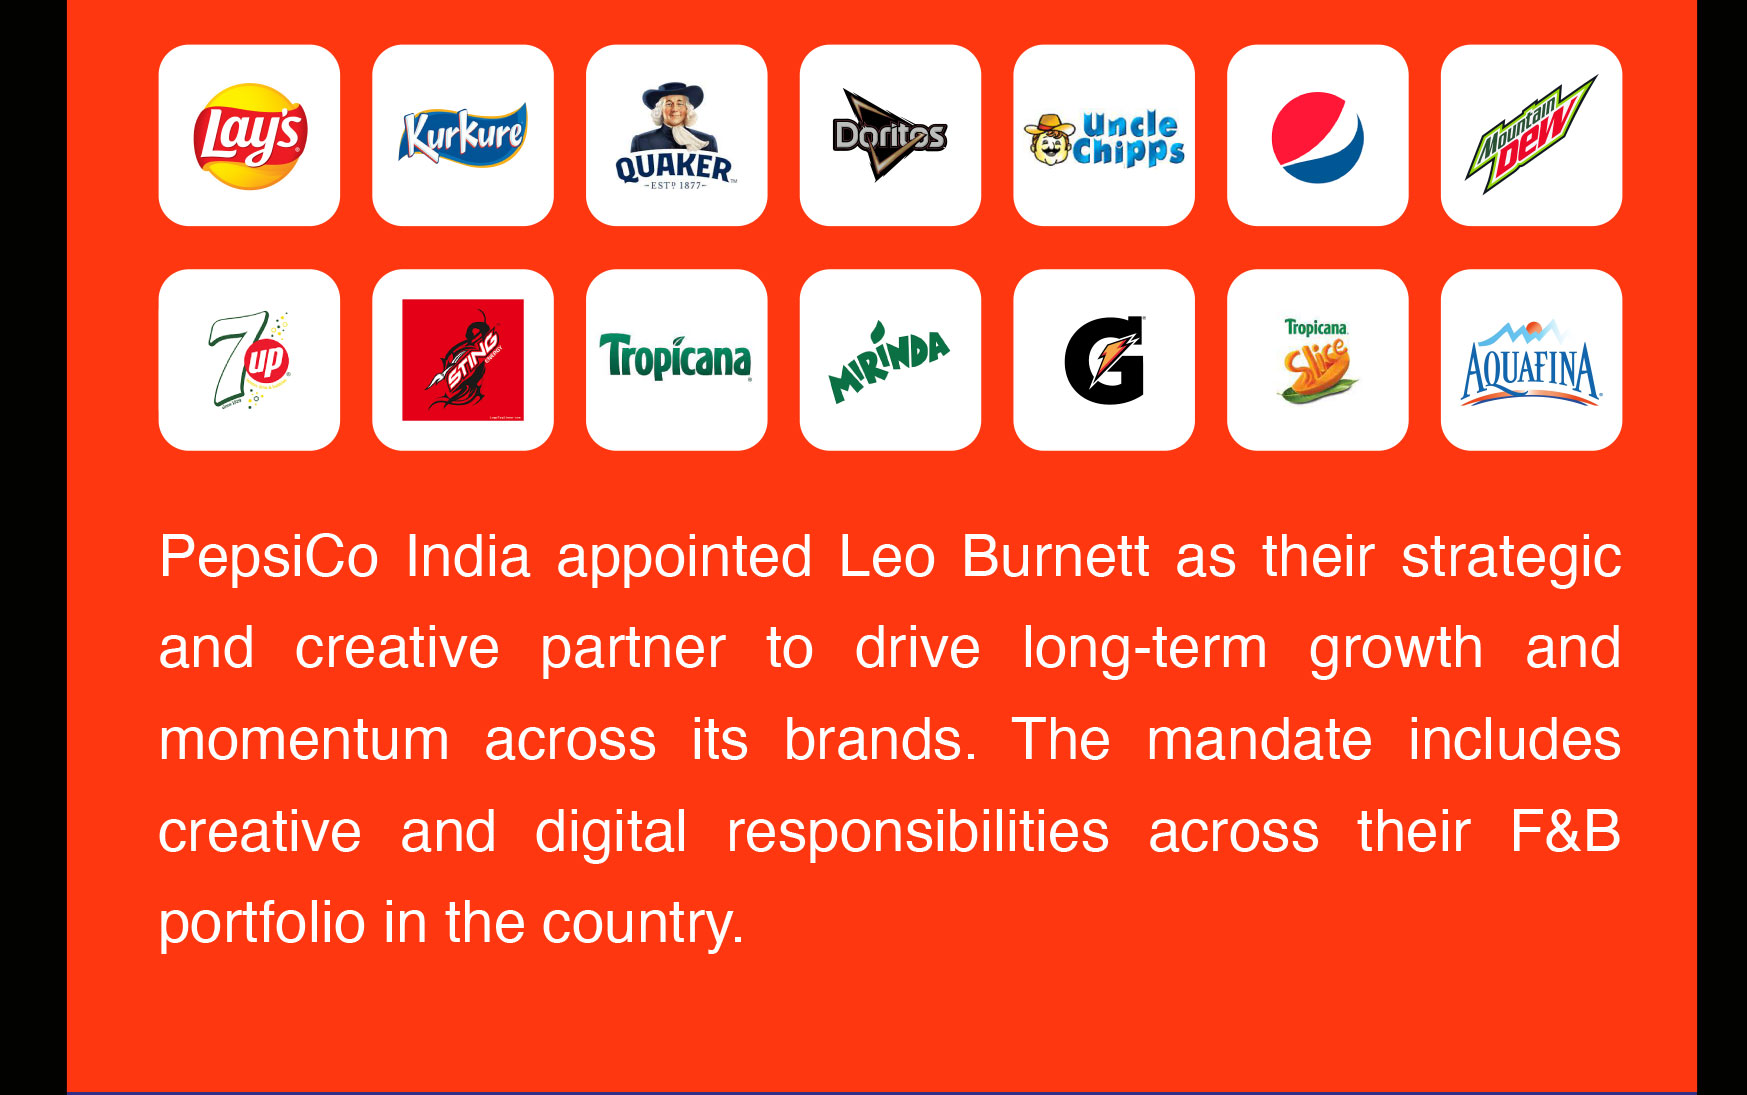 Lay's
Kurkure
QUAKER
EST? 1877
Doritos
Uncle
Chipps
Mountain
Dew
7up
STING
ENERGY
Tropicana
MIRINDA
G
Tropicana
Slice
AQUAFINA
PepsiCo India appointed Leo Burnett as their strategic
and creative partner to drive long-term growth and
momentum across its brands. The mandate includes
creative and digital responsibilities across their F&B
portfolio in the country.